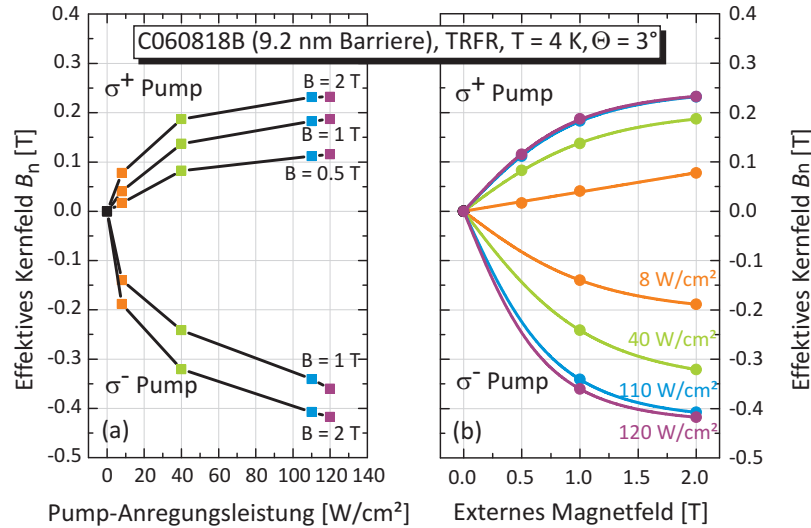 C060818B (9.2 nm Barriere), TRFR, T = 4 K, Θ = 3°
Effektives Kernfeld Bn [T]
0.4
0.3
0.2
0.1
0.0
-0.1
-0.2
-0.3
-0.4
-0.5
σ⁺ Pump
B = 2 T
B = 1 T
B = 0.5 T
B = 1 T
σ⁻ Pump
B = 2 T
(a)
0 20 40 60 80 100 120 140
Pump-Anregungsleistung [W/cm²]
σ⁺ Pump
8 W/cm²
40 W/cm²
σ⁻ Pump
110 W/cm²
(b)
120 W/cm²
0.0 0.5 1.0 1.5 2.0
Externes Magnetfeld [T]
0.4
0.3
0.2
0.1
0.0
-0.1
-0.2
-0.3
-0.4
-0.5
Effektives Kernfeld Bn [T]